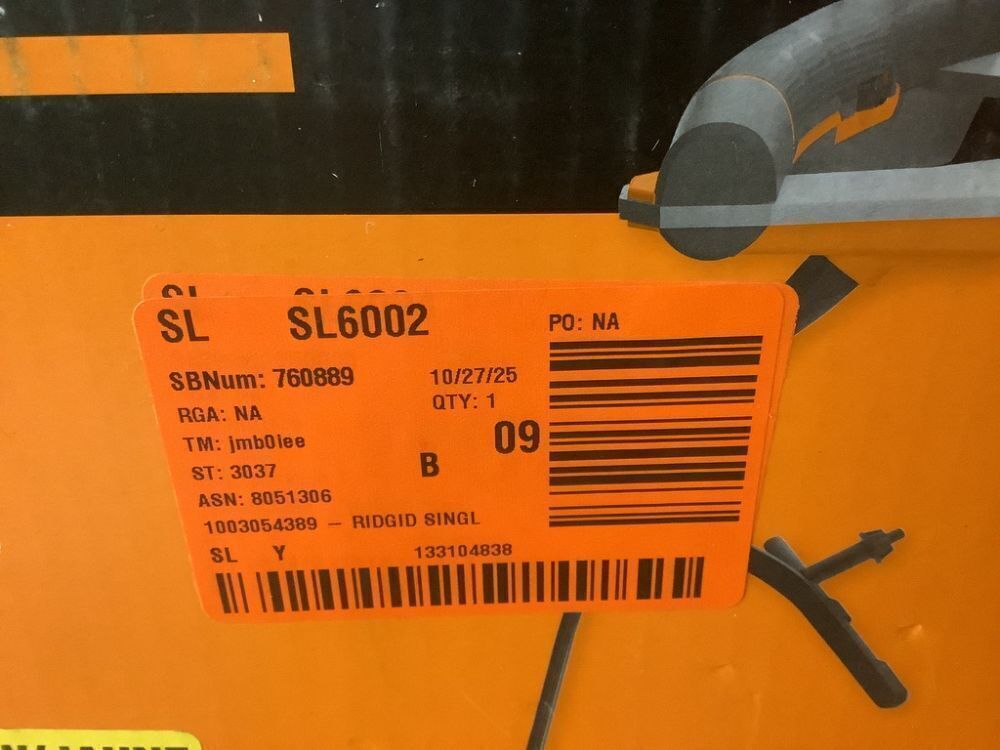 SL SL6002
PO: NA
SBNum: 760889 10/27/25
RGA: NA QTY: 1
TM: jmb0lee 09
ST: 3037 B
ASN: 8051306
1003054389 – RIDGID SINGL
SL Y 133104838